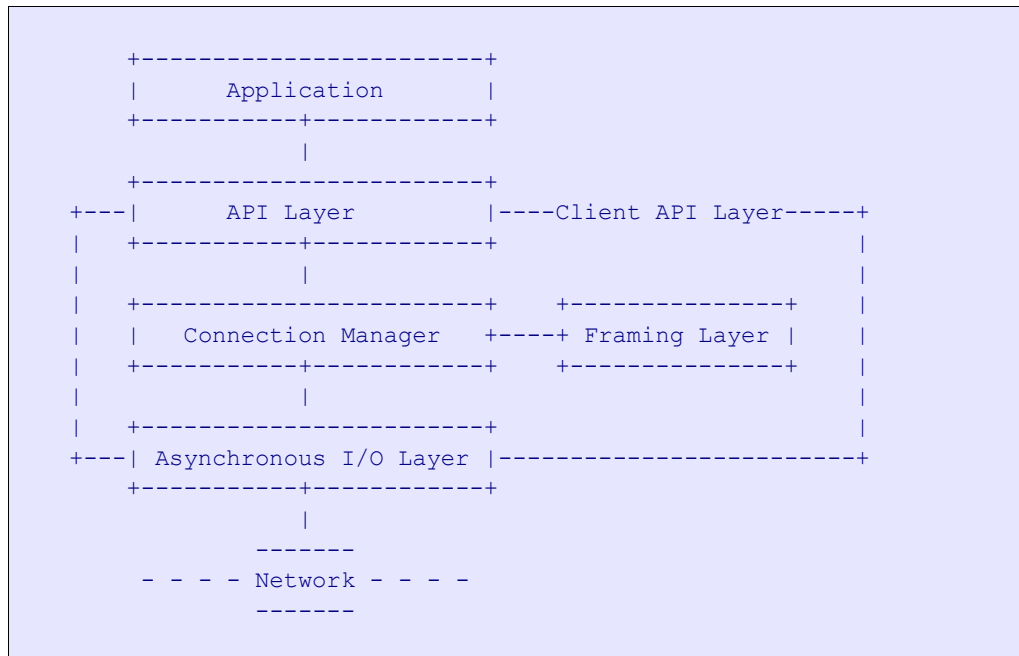 Application
API Layer ----Client API Layer-----
Connection Manager Framing Layer
Asynchronous I/O Layer
- - - - Network - - - -